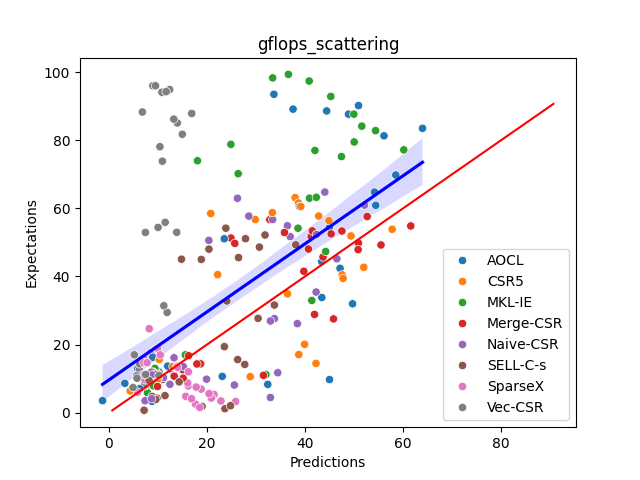 gflops_scattering
100
80
60
40
20
0
Expectations
0 20 40 60 80
Predictions
AOCL
CSR5
MKL-IE
Merge-CSR
Naive-CSR
SELL-C-s
SparseX
Vec-CSR